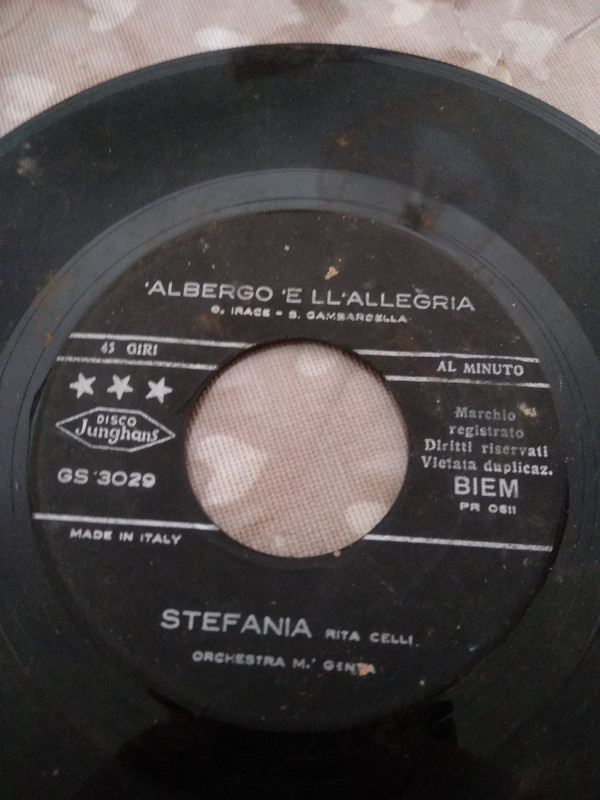 'ALBERGO 'E LL'ALLEGRIA
G. IRACE - S. GAMBARDELLA
45 GIRI
AL MINUTO
DISCO
Junghans
GS 3029
Marchio
registrato
Diritti riservati
Vietata duplicaz.
BIEM
PR 0611
MADE IN ITALY
STEFANIA RITA CELLI
ORCHESTRA M.° GENTA